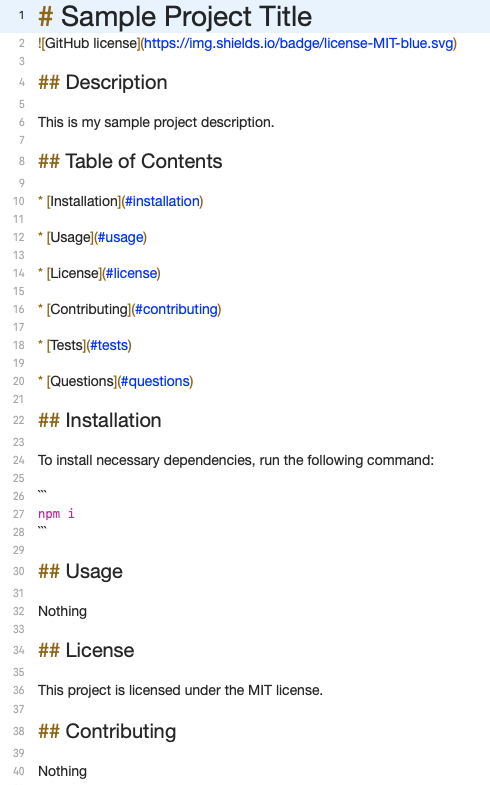 1 # Sample Project Title
2 ![GitHub license](https://img.shields.io/badge/license-MIT-blue.svg)
3
4 ## Description
5
6 This is my sample project description.
7
8 ## Table of Contents
9
10 * [Installation](#installation)
11
12 * [Usage](#usage)
13
14 * [License](#license)
15
16 * [Contributing](#contributing)
17
18 * [Tests](#tests)
19
20 * [Questions](#questions)
21
22 ## Installation
23
24 To install necessary dependencies, run the following command:
25
26 ```
27 npm i
28 ```
29
30 ## Usage
31
32 Nothing
33
34 ## License
35
36 This project is licensed under the MIT license.
37
38 ## Contributing
39
40 Nothing